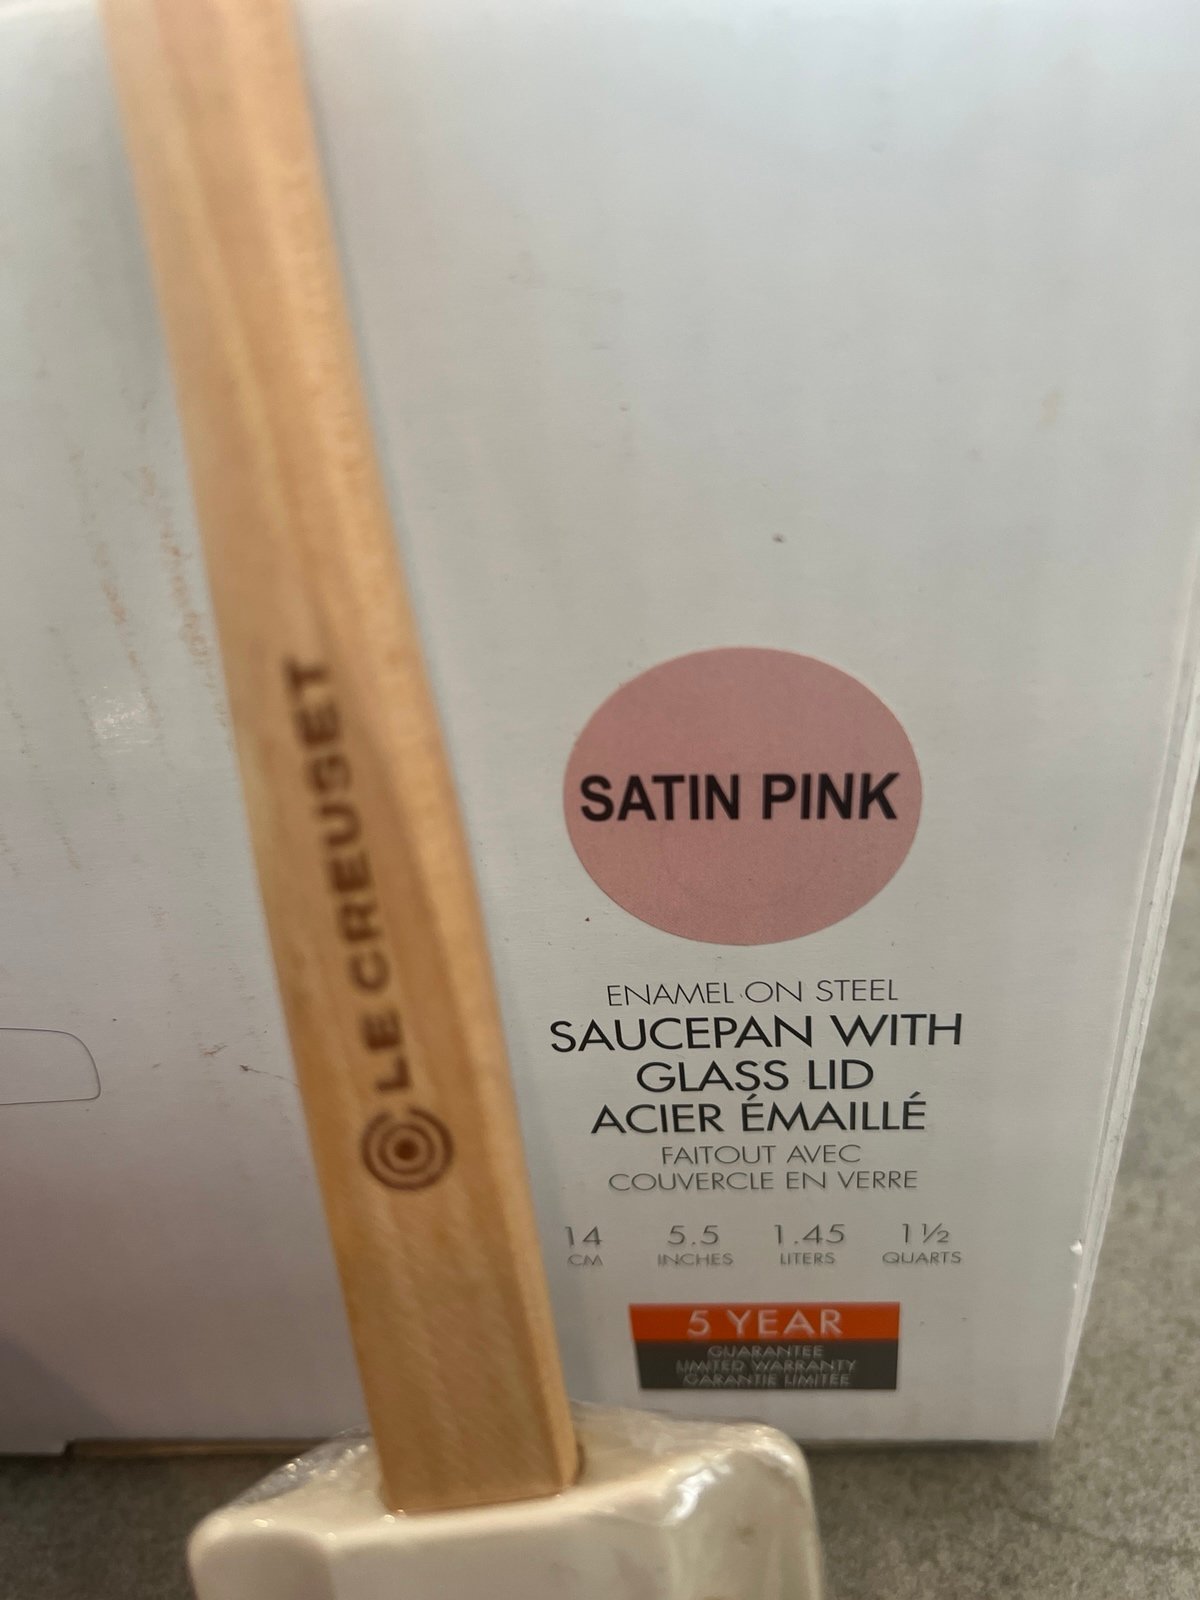 LE CREUSET
SATIN PINK
ENAMEL ON STEEL
SAUCEPAN WITH
GLASS LID
ACIER ÉMAILLÉ
FAITOUT AVEC
COUVERCLE EN VERRE
14 5.5 1.45 1½
CM INCHES LITERS QUARTS
5 YEAR
GUARANTEE
LIMITED WARRANTY
GARANTIE LIMITÉE